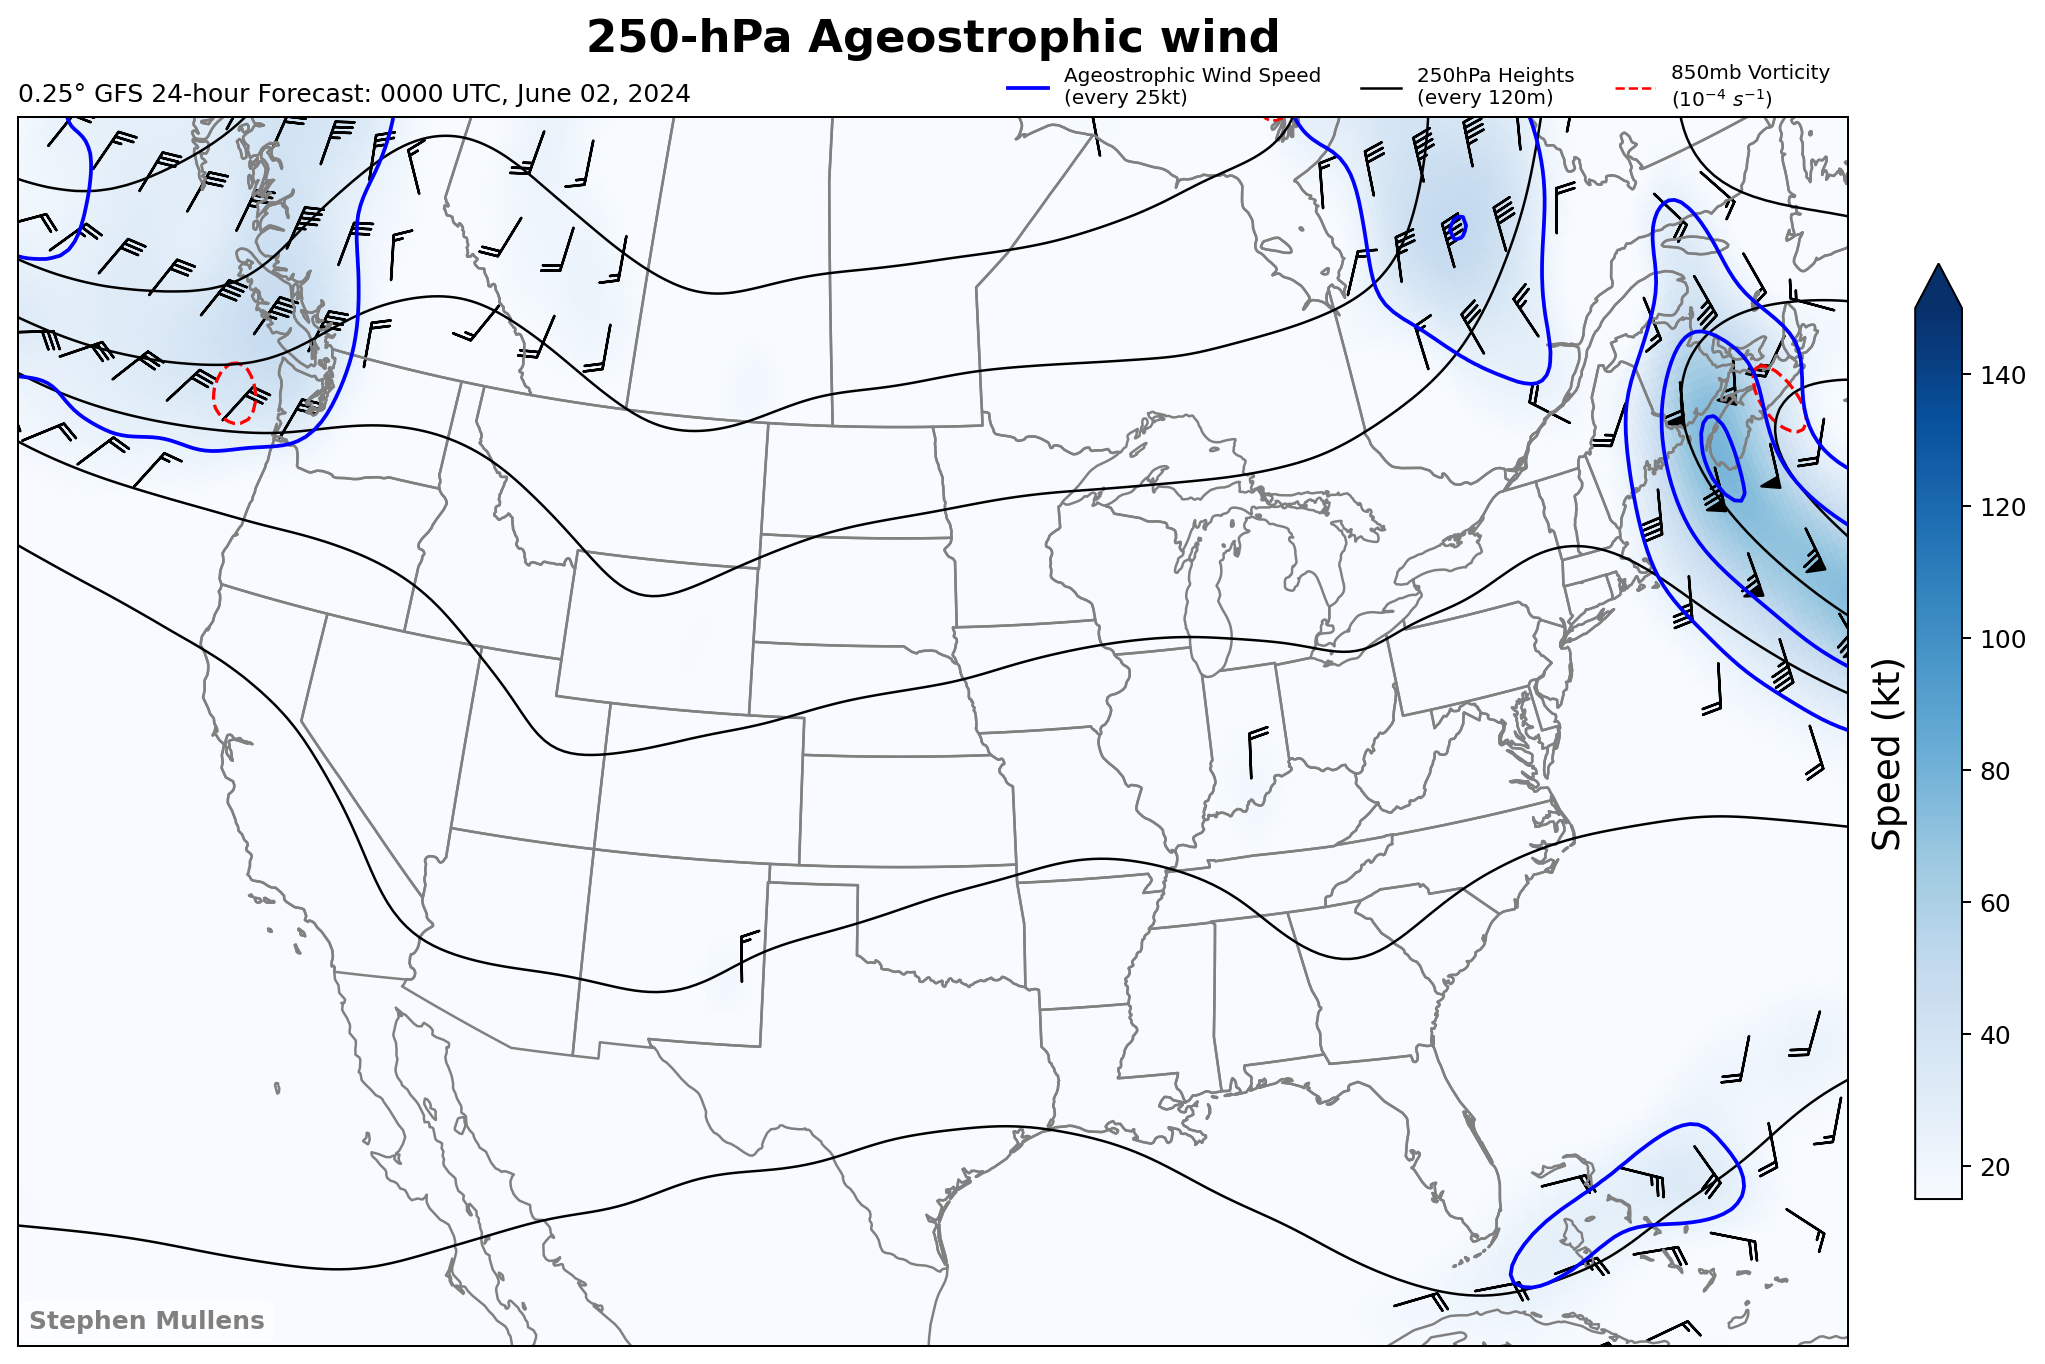 250-hPa Ageostrophic wind
0.25° GFS 24-hour Forecast: 0000 UTC, June 02, 2024
Ageostrophic Wind Speed
(every 25kt)
250hPa Heights
(every 120m)
850mb Vorticity
(10⁻⁴ s⁻¹)
140
120
100
80
60
40
20
Speed (kt)
Stephen Mullens